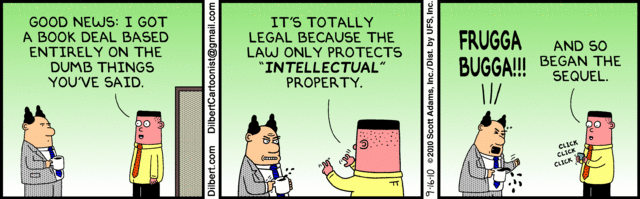 GOOD NEWS: I GOT
A BOOK DEAL BASED
ENTIRELY ON THE
DUMB THINGS
YOU'VE SAID.
Dilbert.com DilbertCartoonist@gmail.com
IT'S TOTALLY
LEGAL BECAUSE THE
LAW ONLY PROTECTS
"INTELLECTUAL"
PROPERTY.
9-16-10 © 2010 Scott Adams, Inc./Dist. by UFS, Inc.
FRUGGA
BUGGA!!!
AND SO
BEGAN THE
SEQUEL.
CLICK
CLICK
CLICK